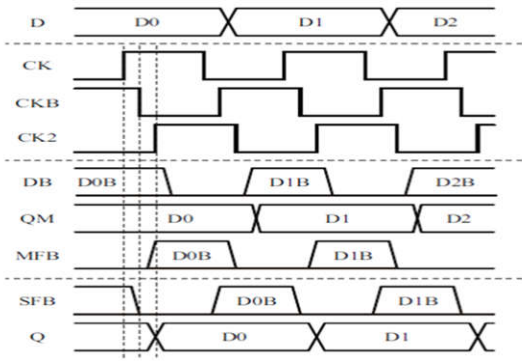 D D0 D1 D2
CK
CKB
CK2
DB D0B D1B D2B
QM D0 D1 D2
MFB D0B D1B
SFB D0B D1B
Q D0 D1